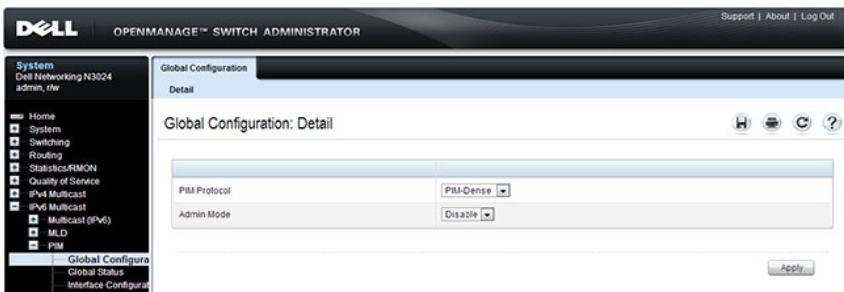 Support | About | Log Out
DELL OPENMANAGE™ SWITCH ADMINISTRATOR
System
Dell Networking N3024
admin, r/w
Home
System
Switching
Routing
Statistics/RMON
Quality of Service
IPv4 Multicast
IPv6 Multicast
Multicast (IPv6)
MLD
PIM
Global Configura
Global Status
Interface Configurat
Global Configuration
Detail
Global Configuration: Detail
PIM Protocol PIM-Dense
Admin Mode Disable
Apply